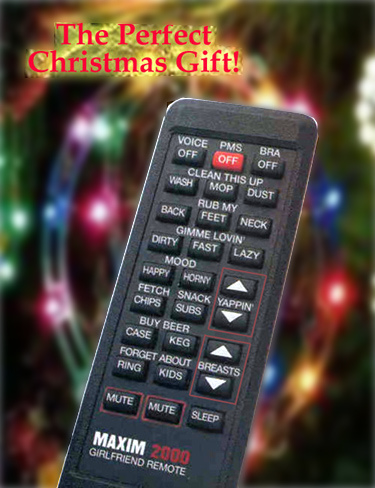 The Perfect
Christmas Gift!
VOICE PMS BRA
OFF OFF OFF
CLEAN THIS UP
WASH MOP DUST
RUB MY
BACK FEET NECK
GIMME LOVIN'
DIRTY FAST LAZY
MOOD
HAPPY HORNY
YAPPIN'
FETCH SNACK
CHIPS SUBS
BUY BEER
CASE KEG
FORGET ABOUT
RING KIDS
BREASTS
MUTE MUTE SLEEP
MAXIM 2000
GIRLFRIEND REMOTE